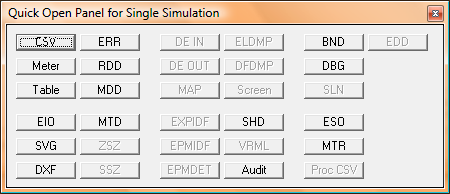 Quick Open Panel for Single Simulation
CSV ERR DE IN ELDMP BND EDD
Meter RDD DE OUT DFDMP DBG
Table MDD MAP Screen SLN
EIO MTD EXPIDF SHD ESO
SVG ZSZ EPMIDF VRML MTR
DXF SSZ EPMDET Audit Proc CSV